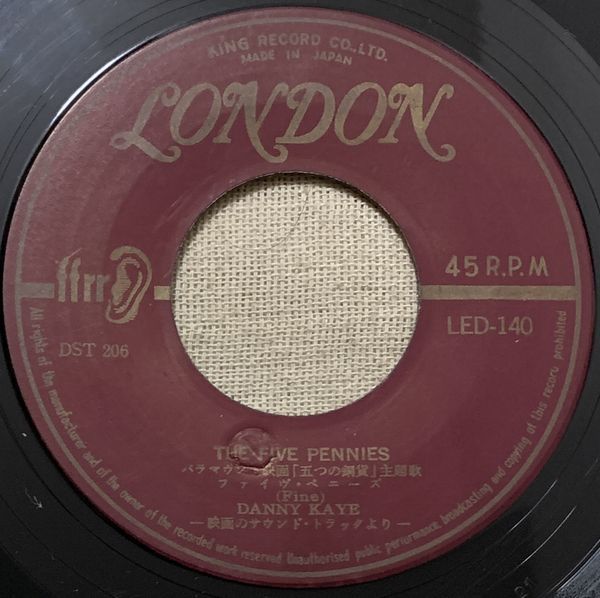 KING RECORD CO., LTD.
MADE IN JAPAN
LONDON
ffrr
45 R.P.M
DST 206
LED-140
THE FIVE PENNIES
パラマウント映画「五つの銅貨」主題歌
ファイヴ・ペニーズ
(Fine)
DANNY KAYE
—映画のサウンド・トラックより—
All rights of the manufacturer and of the owner of the recorded work reserved Unauthorised public performance, broadcasting and copying of this record prohibited